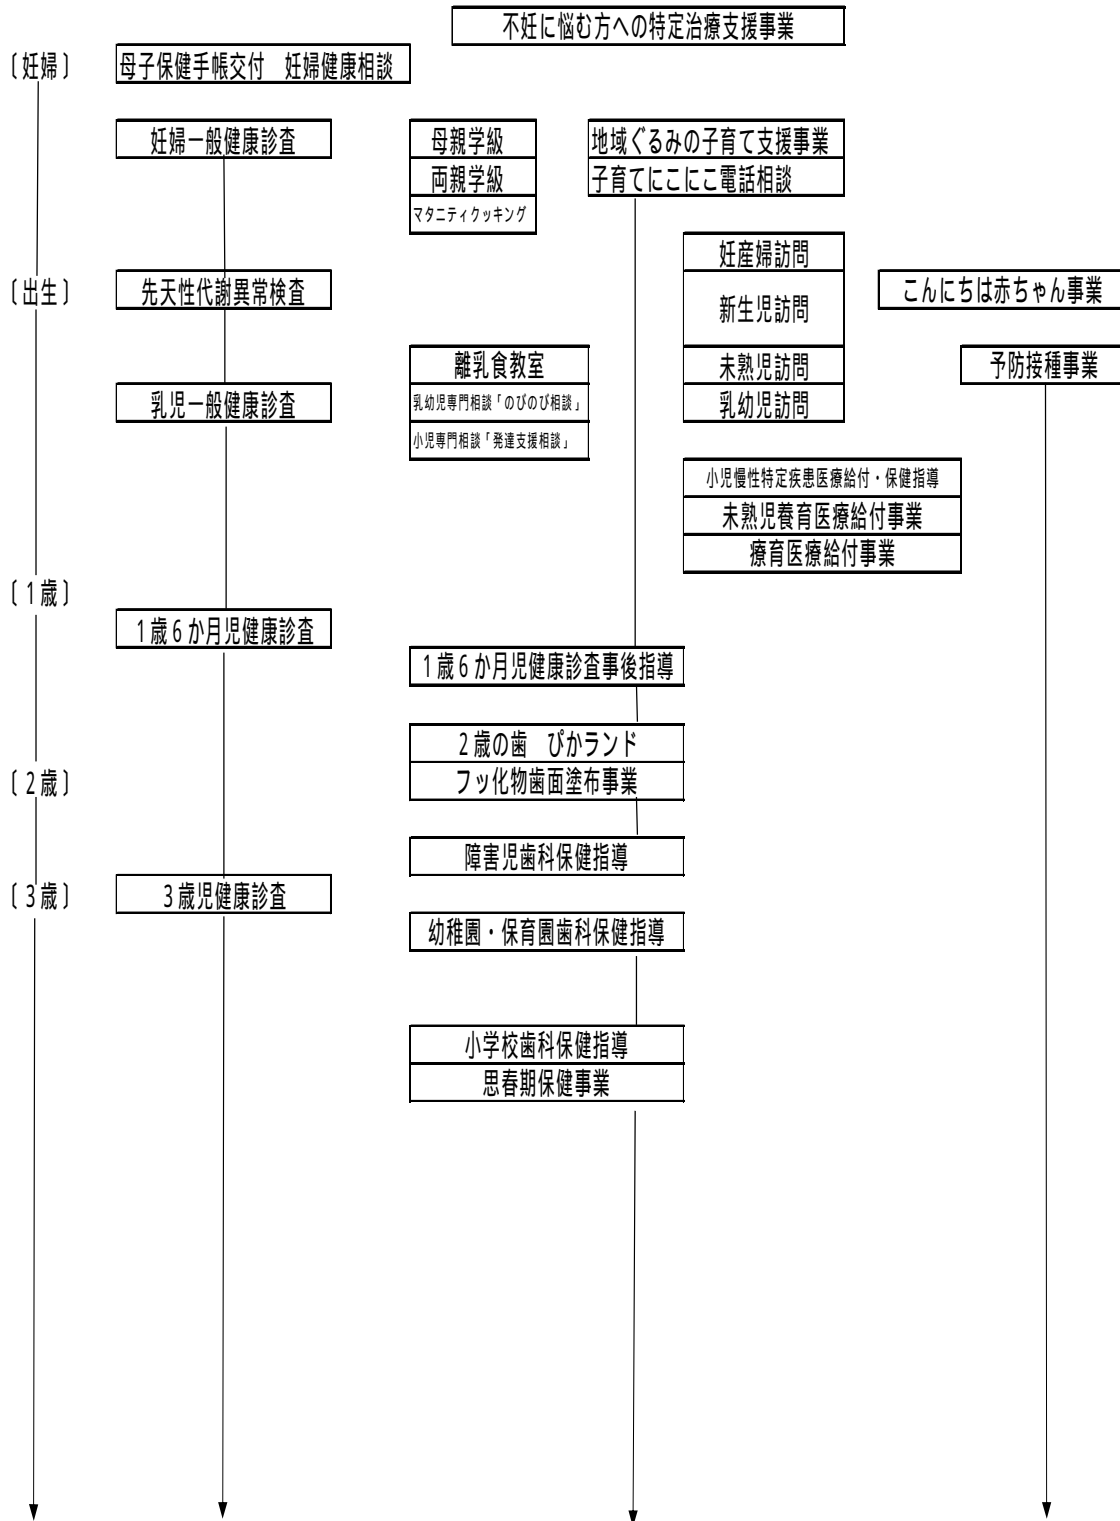 不妊に悩む方への特定治療支援事業
〔妊婦〕
母子保健手帳交付　妊婦健康相談
妊婦一般健康診査
母親学級
地域ぐるみの子育て支援事業
両親学級
子育てにこにこ電話相談
マタニティクッキング
妊産婦訪問
〔出生〕
先天性代謝異常検査
新生児訪問
こんにちは赤ちゃん事業
離乳食教室
未熟児訪問
予防接種事業
乳児一般健康診査
乳幼児専門相談「のびのび相談」
乳幼児訪問
小児専門相談「発達支援相談」
小児慢性特定疾患医療給付・保健指導
未熟児養育医療給付事業
療育医療給付事業
〔1歳〕
1歳6か月児健康診査
1歳6か月児健康診査事後指導
2歳の歯　ぴかランド
〔2歳〕
フッ化物歯面塗布事業
障害児歯科保健指導
〔3歳〕
3歳児健康診査
幼稚園・保育園歯科保健指導
小学校歯科保健指導
思春期保健事業